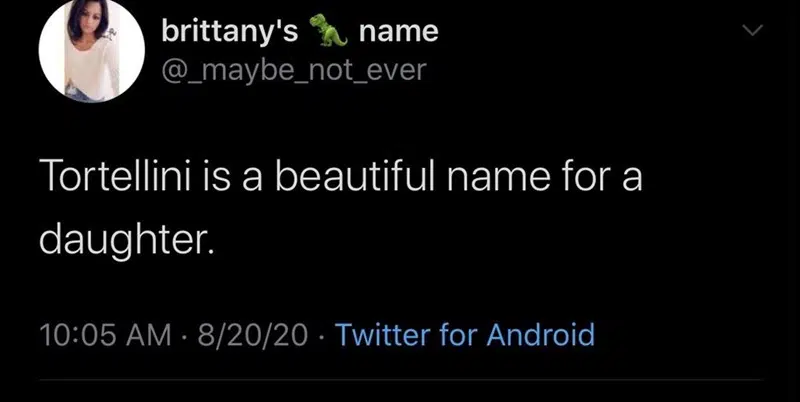 brittany's 🦖 name
@_maybe_not_ever
Tortellini is a beautiful name for a
daughter.
10:05 AM · 8/20/20 · Twitter for Android